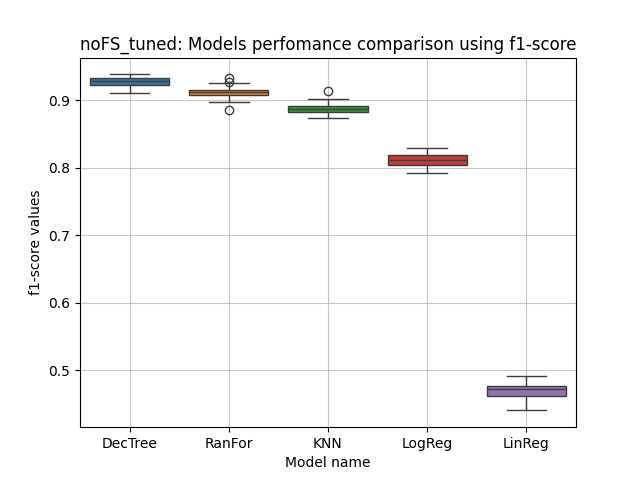 noFS_tuned: Models perfomance comparison using f1-score
0.9
0.8
0.7
0.6
0.5
f1-score values
DecTree RanFor KNN LogReg LinReg
Model name